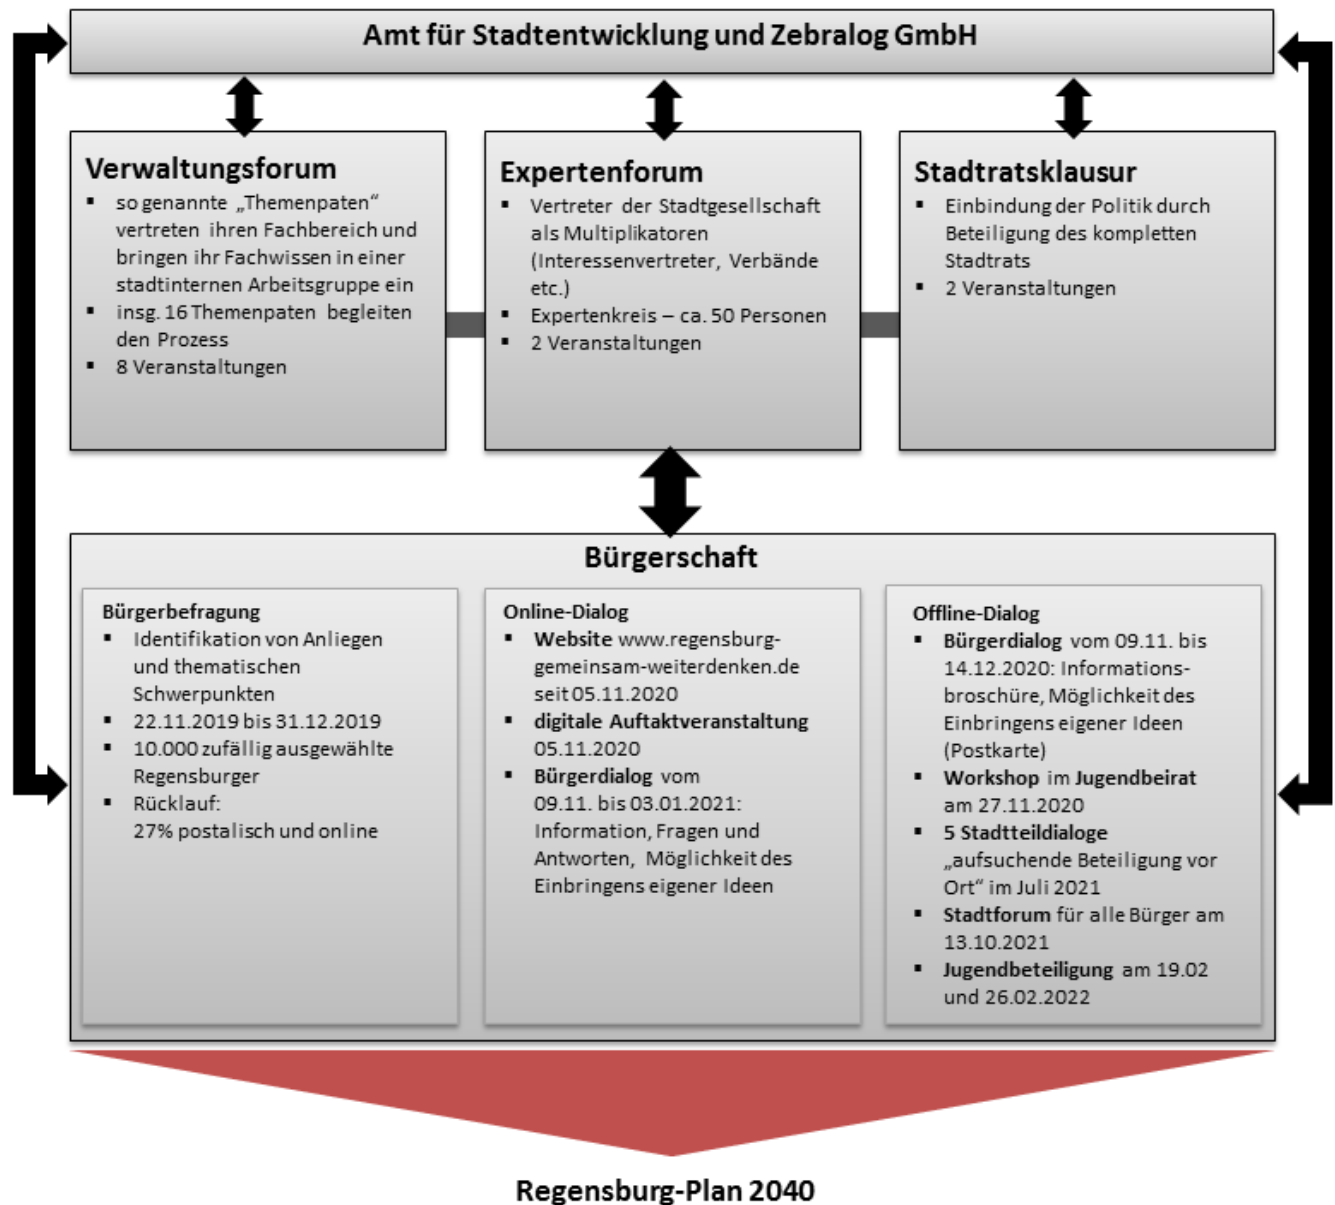 Amt für Stadtentwicklung und Zebralog GmbH
Verwaltungsforum
▪ so genannte „Themenpaten“
vertreten ihren Fachbereich und
bringen ihr Fachwissen in einer
stadtinternen Arbeitsgruppe ein
▪ insg. 16 Themenpaten begleiten
den Prozess
▪ 8 Veranstaltungen
Expertenforum
▪ Vertreter der Stadtgesellschaft
als Multiplikatoren
(Interessenvertreter, Verbände
etc.)
▪ Expertenkreis – ca. 50 Personen
▪ 2 Veranstaltungen
Stadtratsklausur
▪ Einbindung der Politik durch
Beteiligung des kompletten
Stadtrats
▪ 2 Veranstaltungen
Bürgerschaft
Bürgerbefragung
▪ Identifikation von Anliegen
und thematischen
Schwerpunkten
▪ 22.11.2019 bis 31.12.2019
▪ 10.000 zufällig ausgewählte
Regensburger
▪ Rücklauf:
27% postalisch und online
Online-Dialog
▪ Website www.regensburg-
gemeinsam-weiterdenken.de
seit 05.11.2020
▪ digitale Auftaktveranstaltung
05.11.2020
▪ Bürgerdialog vom
09.11. bis 03.01.2021:
Information, Fragen und
Antworten, Möglichkeit des
Einbringens eigener Ideen
Offline-Dialog
▪ Bürgerdialog vom 09.11. bis
14.12.2020: Informations-
broschüre, Möglichkeit des
Einbringens eigener Ideen
(Postkarte)
▪ Workshop im Jugendbeirat
am 27.11.2020
▪ 5 Stadtteildialoge
„aufsuchende Beteiligung vor
Ort“ im Juli 2021
▪ Stadtforum für alle Bürger am
13.10.2021
▪ Jugendbeteiligung am 19.02
und 26.02.2022
Regensburg-Plan 2040